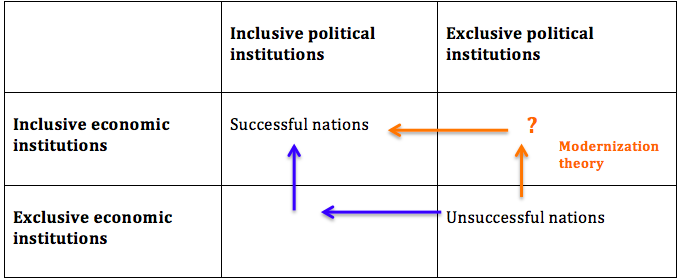 Inclusive political
institutions
Exclusive political
institutions
Inclusive economic
institutions
Successful nations
?
Modernization
theory
Exclusive economic
institutions
Unsuccessful nations